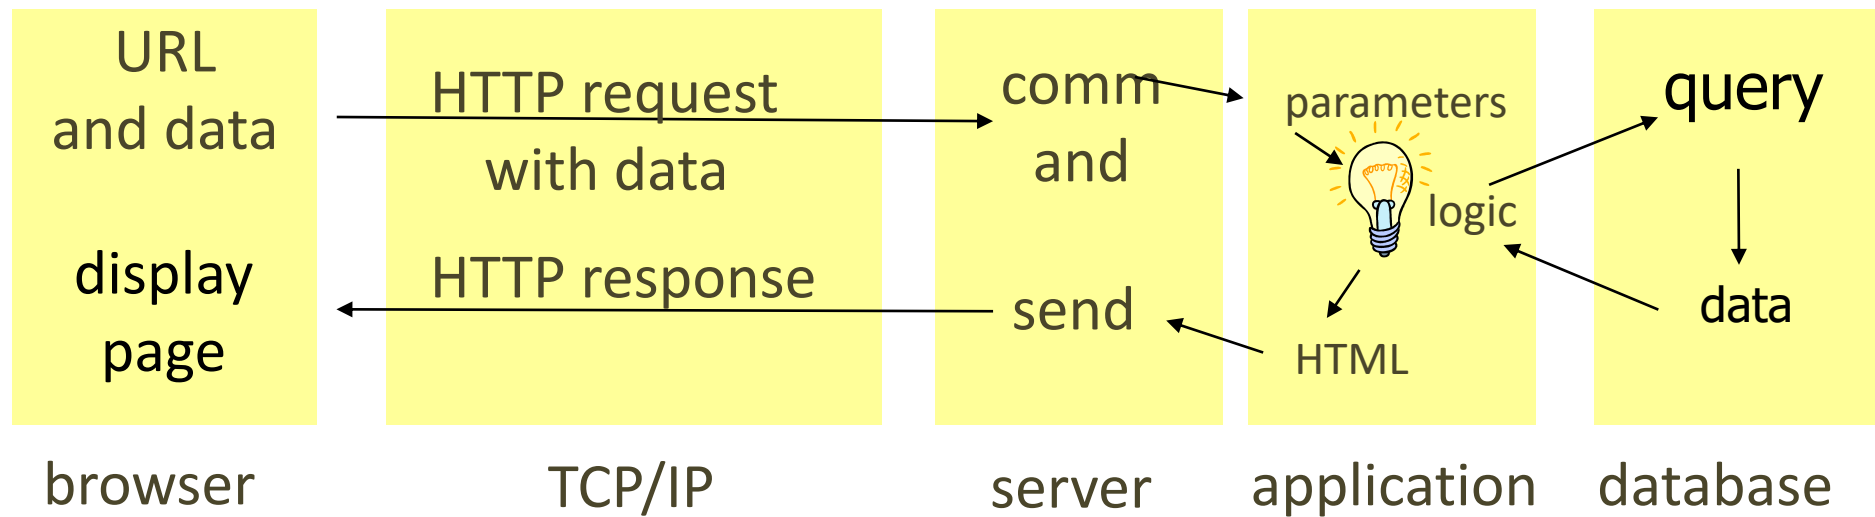 URL
and data
display
page
HTTP request
with data
HTTP response
comm
and
send
parameters
logic
HTML
query
data
browser
TCP/IP
server
application
database